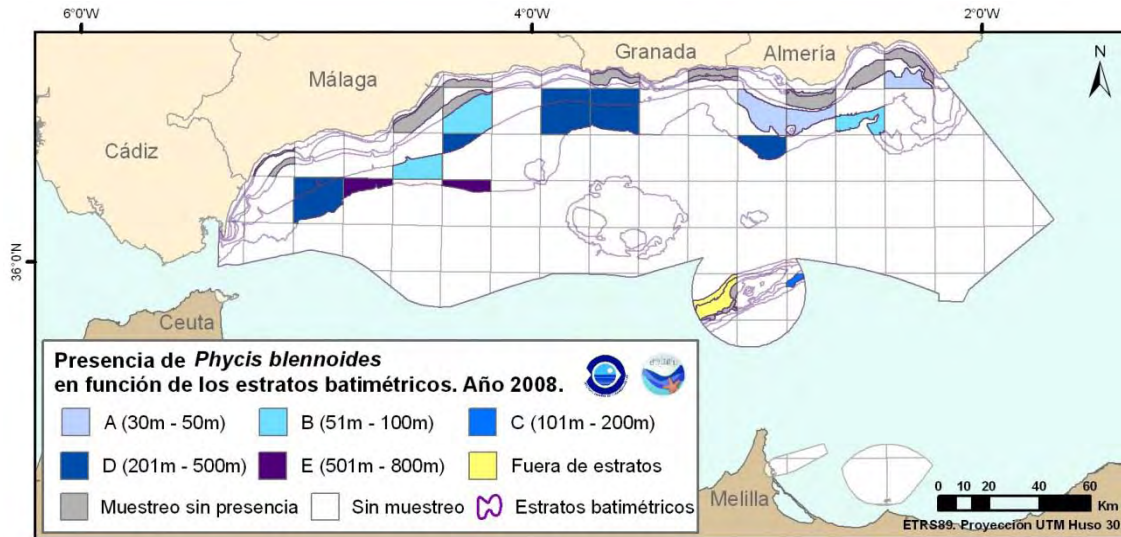 6°0'W 4°0'W 2°0'W
Granada Almería
N
Málaga
Cádiz
36°0'N
Ceuta
Presencia de Phycis blennoides
en función de los estratos batimétricos. Año 2008.
A (30m - 50m) B (51m - 100m) C (101m - 200m)
D (201m - 500m) E (501m - 800m) Fuera de estratos
Muestreo sin presencia Sin muestreo Estratos batimétricos
Melilla
0 10 20 40 60
Km
ETRS89. Proyección UTM Huso 30